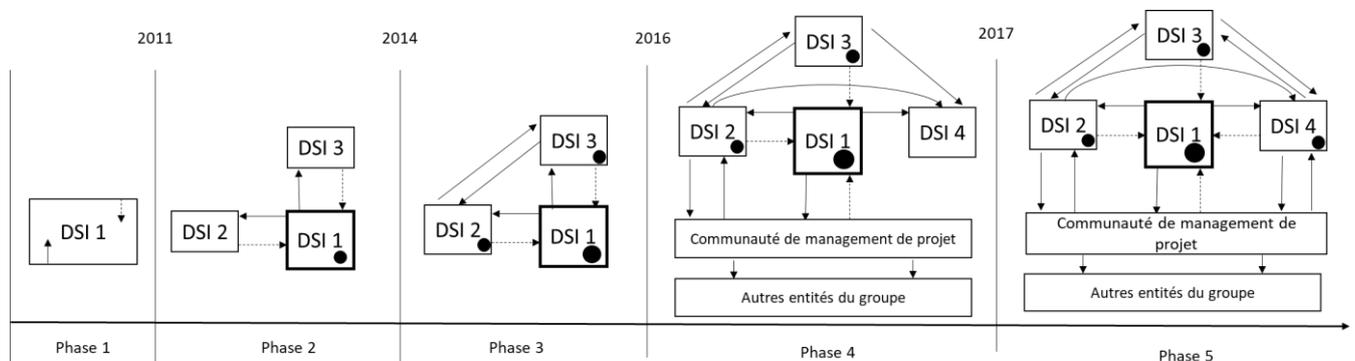 2011
2014
2016
2017
DSI 1
Phase 1
DSI 3
DSI 2
DSI 1
Phase 2
DSI 3
DSI 2
DSI 1
Phase 3
DSI 3
DSI 2
DSI 1
DSI 4
Communauté de management de projet
Autres entités du groupe
Phase 4
DSI 3
DSI 2
DSI 1
DSI 4
Communauté de management de
projet
Autres entités du groupe
Phase 5